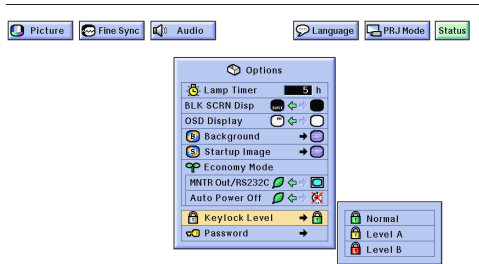 Picture Fine Sync Audio Language PRJ Mode Status
Options
Lamp Timer 5 h
BLK SCRN Disp
OSD Display
Background
Startup Image
Economy Mode
MNTR Out/RS232C
Auto Power Off
Keylock Level
Password
Normal
Level A
Level B